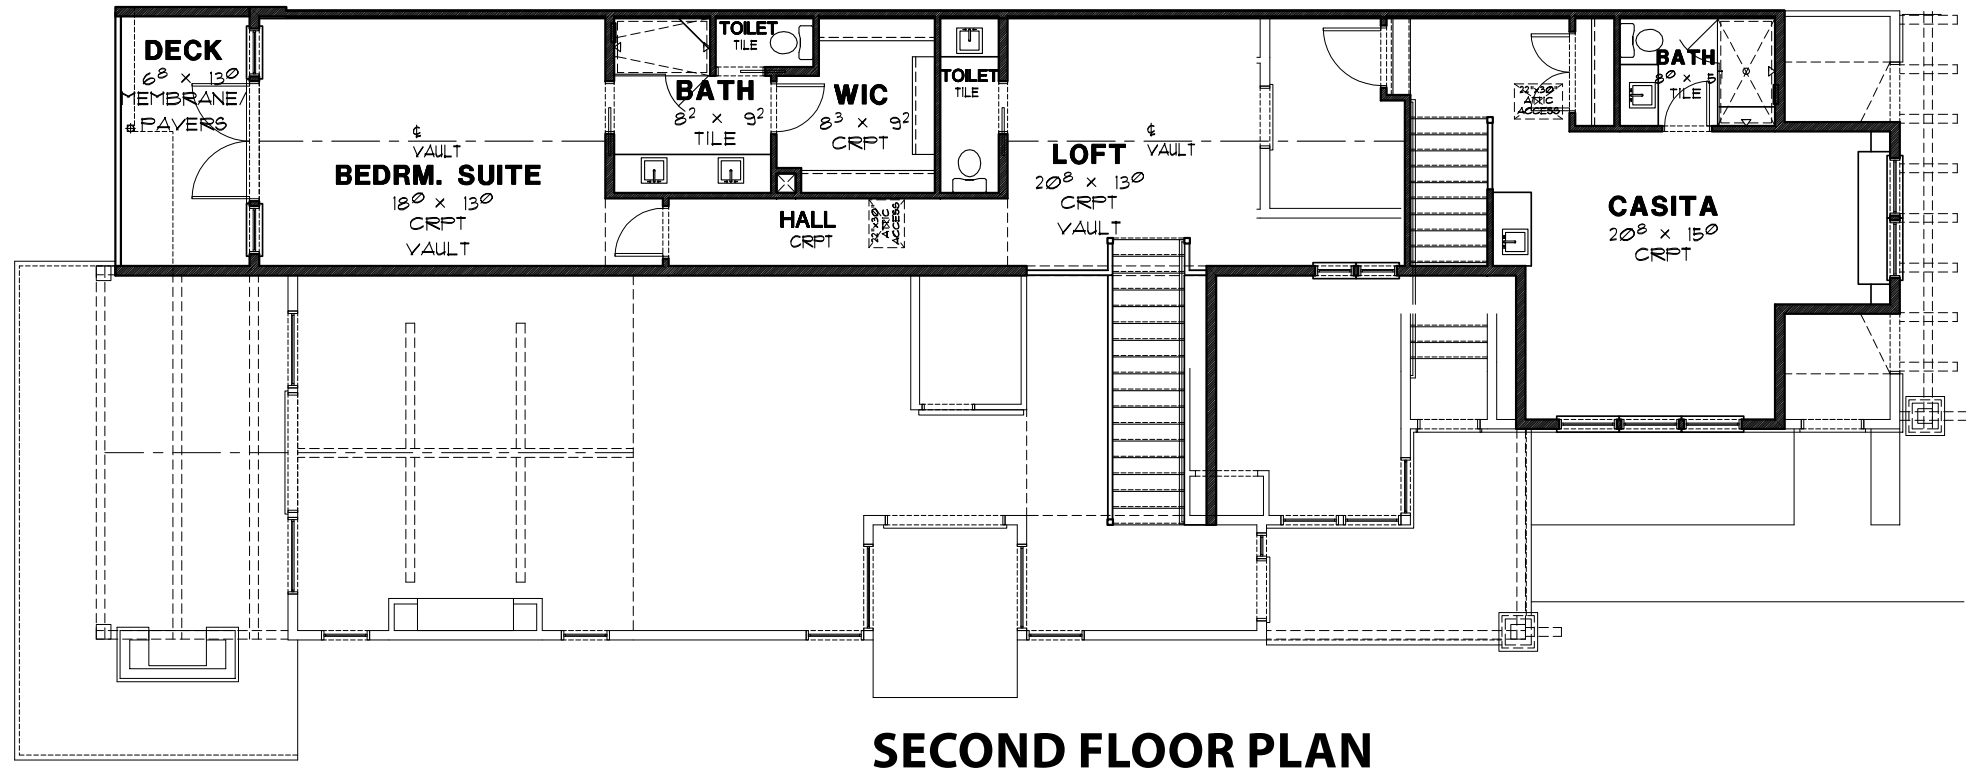 DECK
6⁸ x 13⁰
MEMBRANE/
PAVERS
℄
VAULT
BEDRM. SUITE
18⁰ x 13⁰
CRPT
VAULT
TOILET
TILE
BATH
8² x 9²
TILE
WIC
8³ x 9²
CRPT
TOILET
TILE
HALL
CRPT
22"x30"
ATTIC
ACCESS
℄
VAULT
LOFT
20⁸ x 13⁰
CRPT
VAULT
22"x30"
ATTIC
ACCESS
BATH
8⁰ x 5
TILE
CASITA
20⁸ x 15⁰
CRPT
SECOND FLOOR PLAN